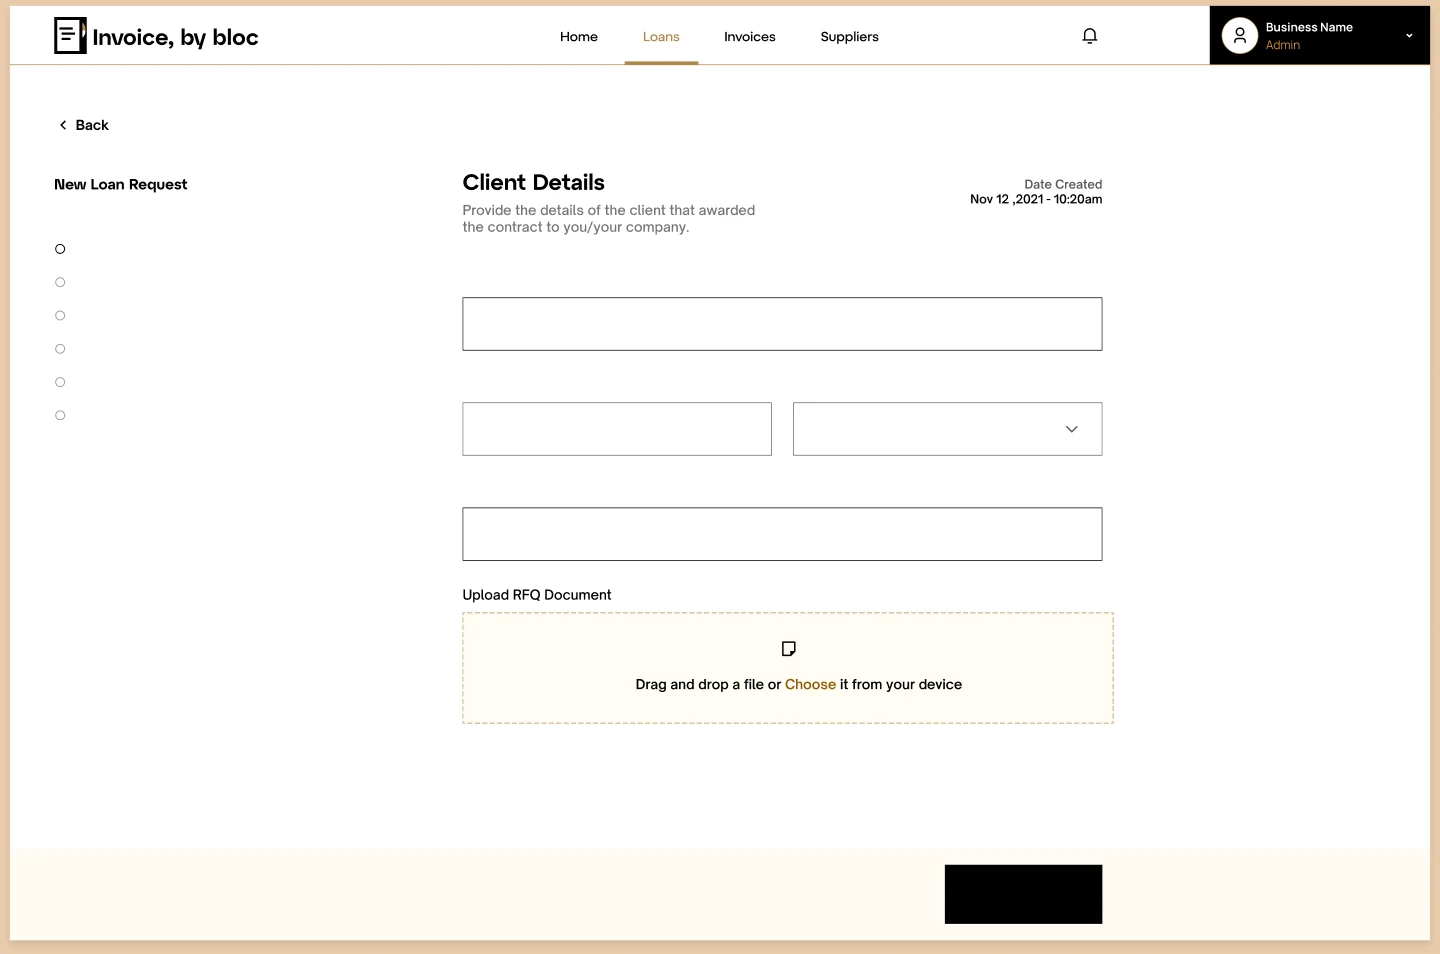 Invoice, by bloc
Home
Loans
Invoices
Suppliers
Business Name
Admin
Back
New Loan Request
Client Details
Provide the details of the client that awarded
the contract to you/your company.
Date Created
Nov 12 ,2021 - 10:20am
Upload RFQ Document
Drag and drop a file or Choose it from your device